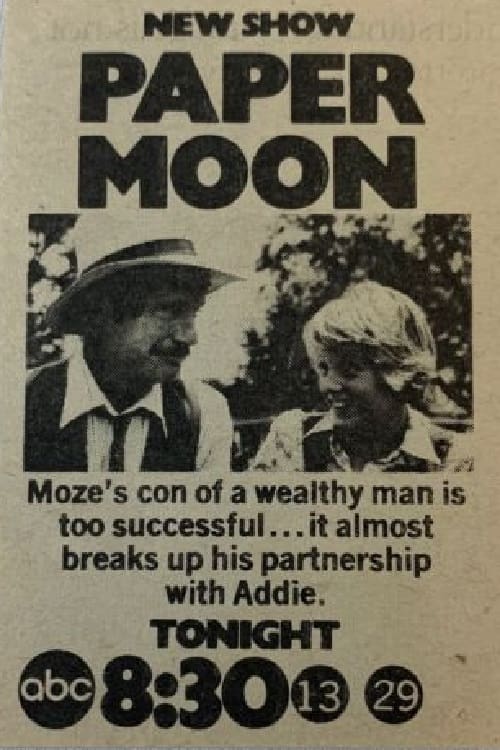 NEW SHOW
PAPER
MOON
Moze's con of a wealthy man is
too successful...it almost
breaks up his partnership
with Addie.
TONIGHT
abc 8:30 13 29